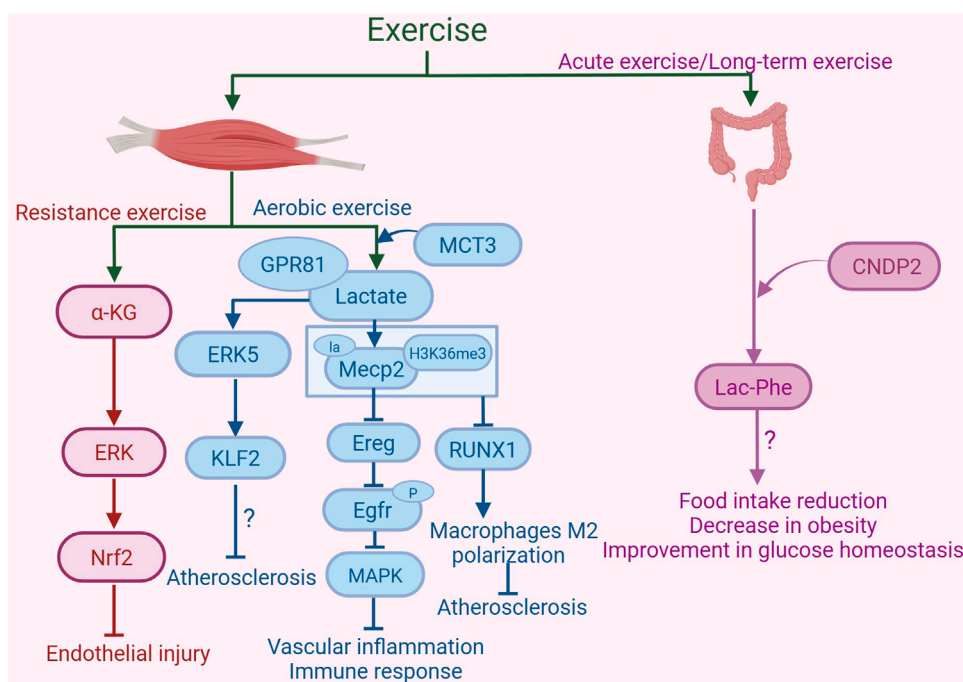 Exercise
Acute exercise/Long-term exercise
Resistance exercise
Aerobic exercise
MCT3
GPR81
CNDP2
Lactate
α-KG
la
H3K36me3
ERK5
Mecp2
Lac-Phe
ERK
KLF2
Ereg
RUNX1
?
P
Egfr
?
Food intake reduction
Decrease in obesity
Improvement in glucose homeostasis
Macrophages M2
polarization
Nrf2
Atherosclerosis
MAPK
Atherosclerosis
Endothelial injury
Vascular inflammation
Immune response